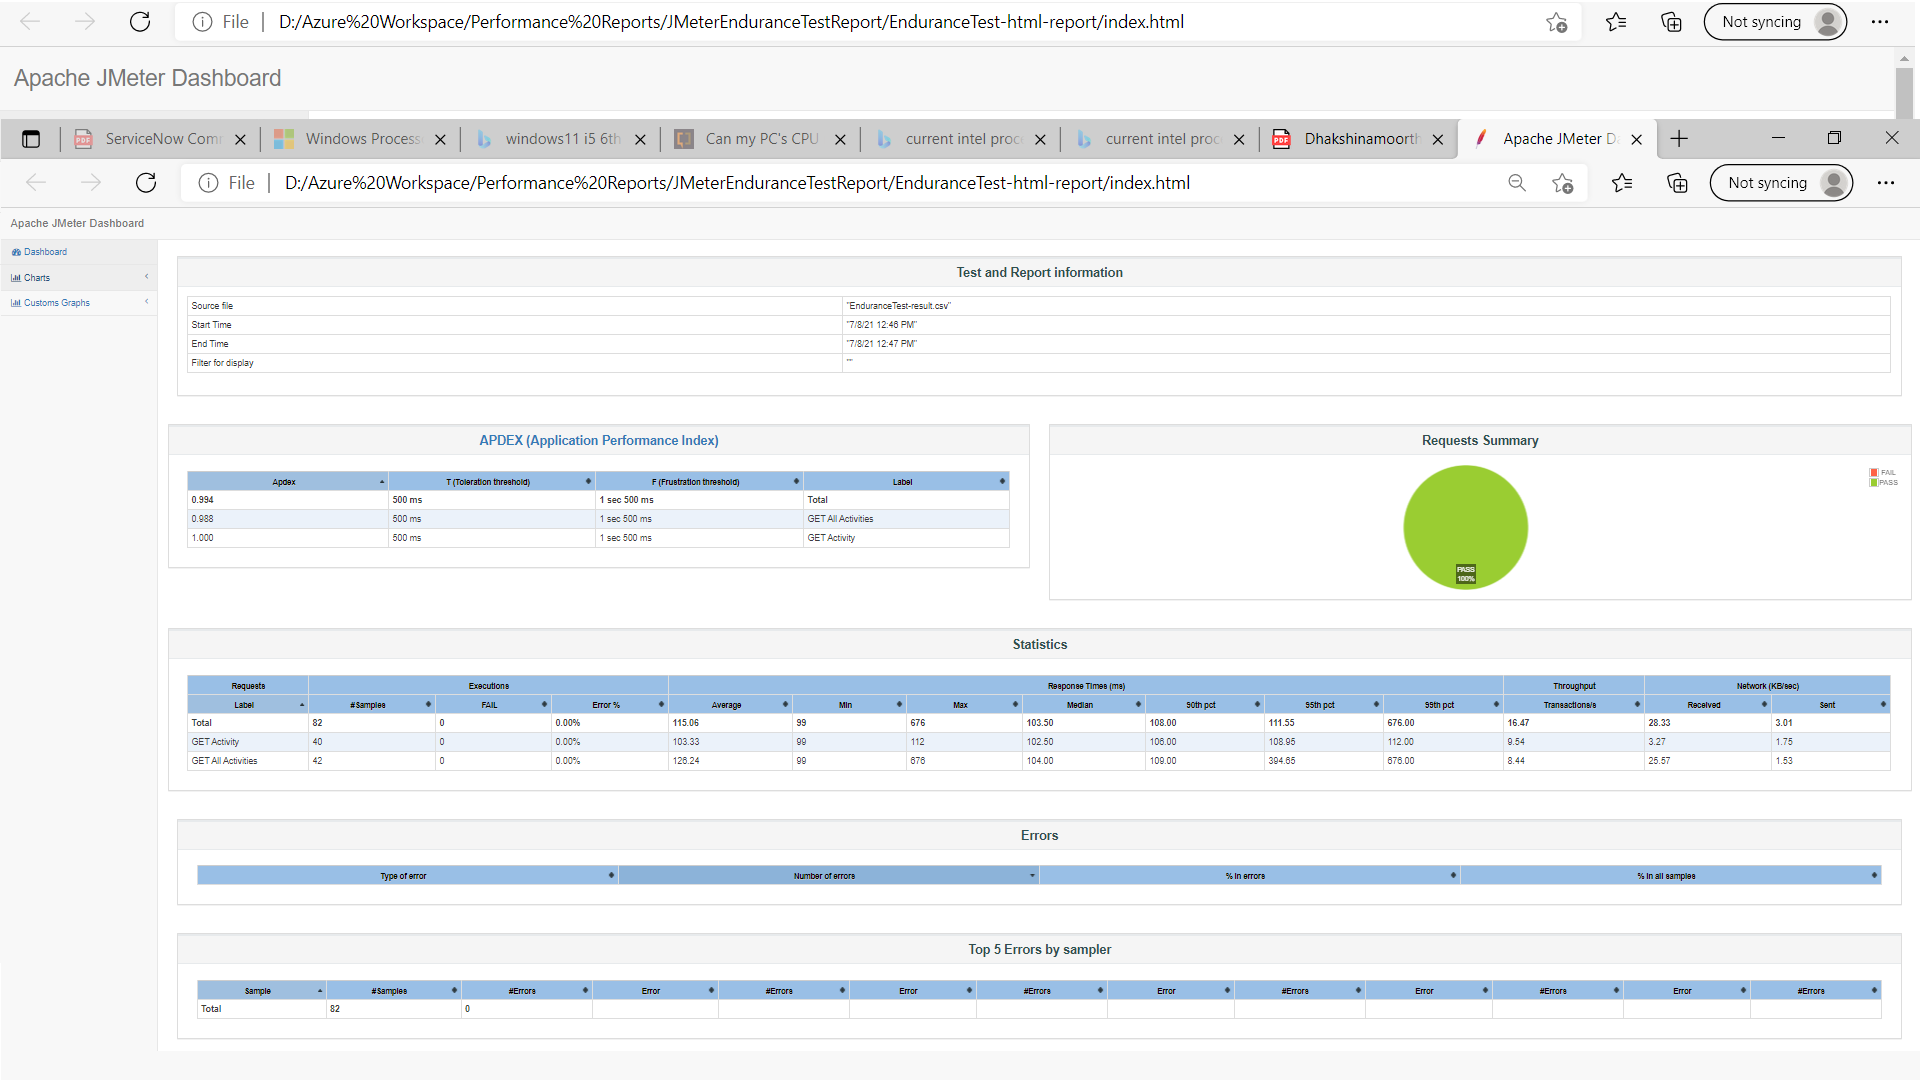 File | D:/Azure%20Workspace/Performance%20Reports/JMeterEnduranceTestReport/EnduranceTest-html-report/index.html Not syncing
Apache JMeter Dashboard
ServiceNow Com Windows Process windows11 i5 6th Can my PC's CPU current intel proc current intel proc Dhakshinamoorth Apache JMeter D
File | D:/Azure%20Workspace/Performance%20Reports/JMeterEnduranceTestReport/EnduranceTest-html-report/index.html Not syncing
Apache JMeter Dashboard
Dashboard
Charts
Customs Graphs
Test and Report information
Source file "EnduranceTest-result.csv"
Start Time "7/8/21 12:46 PM"
End Time "7/8/21 12:47 PM"
Filter for display ""
APDEX (Application Performance Index)
Apdex T (Toleration threshold) F (Frustration threshold) Label
0.994 500 ms 1 sec 500 ms Total
0.988 500 ms 1 sec 500 ms GET All Activities
1.000 500 ms 1 sec 500 ms GET Activity
Requests Summary
FAIL
PASS
PASS
100%
Statistics
Requests Executions Response Times (ms) Throughput Network (KB/sec)
Label #Samples FAIL Error % Average Min Max Median 90th pct 95th pct 99th pct Transactions/s Received Sent
Total 82 0 0.00% 115.06 99 676 103.50 108.00 111.55 676.00 16.47 28.33 3.01
GET Activity 40 0 0.00% 103.33 99 112 102.50 106.00 108.95 112.00 9.54 3.27 1.75
GET All Activities 42 0 0.00% 126.24 99 676 104.00 109.00 394.65 676.00 8.44 25.57 1.53
Errors
Type of error Number of errors % in errors % in all samples
Top 5 Errors by sampler
Sample #Samples #Errors Error #Errors Error #Errors Error #Errors Error #Errors Error #Errors
Total 82 0